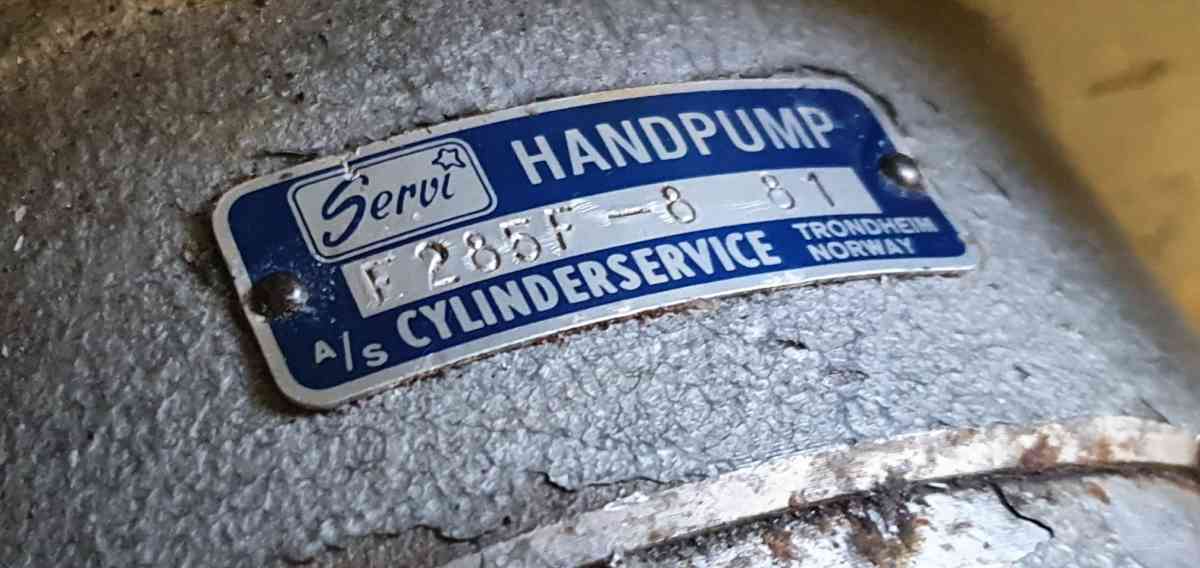 Servi
HANDPUMP
E 285F-8 81
A/S CYLINDERSERVICE
TRONDHEIM
NORWAY